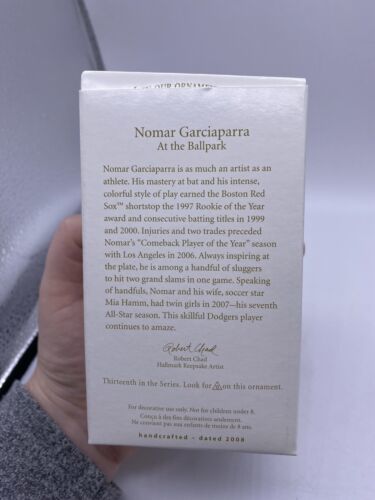 Nomar Garciaparra
At the Ballpark
Nomar Garciaparra is as much an artist as an
athlete. His mastery at bat and his intense,
colorful style of play earned the Boston Red
Sox™ shortstop the 1997 Rookie of the Year
award and consecutive batting titles in 1999
and 2000. Injuries and two trades preceded
Nomar's "Comeback Player of the Year" season
with Los Angeles in 2006. Always inspiring at
the plate, he is among a handful of sluggers
to hit two grand slams in one game. Speaking
of handfuls, Nomar and his wife, soccer star
Mia Hamm, had twin girls in 2007—his seventh
All-Star season. This skillful Dodgers player
continues to amaze.
Robert Chad
Robert Chad
Hallmark Keepsake Artist
Thirteenth in the Series. Look for on this ornament.
For decorative use only. Not for children under 8.
Conçu à des fins décoratives seulement.
Ne convient pas aux enfants de moins de 8 ans.
handcrafted - dated 2008